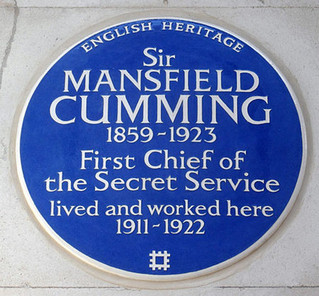 ENGLISH HERITAGE
Sir
MANSFIELD
CUMMING
1859-1923
First Chief of
the Secret Service
lived and worked here
1911-1922